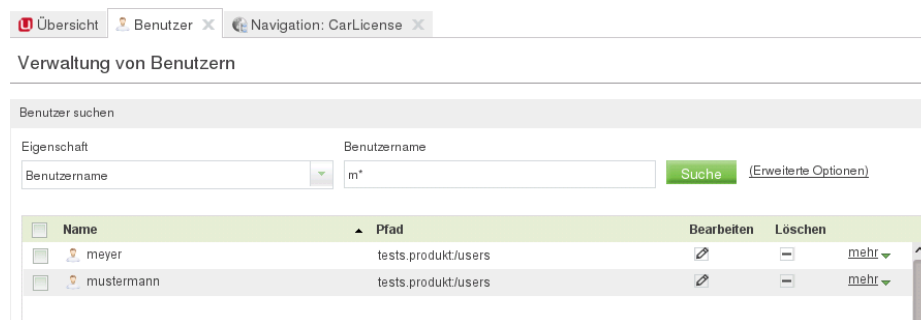 Übersicht Benutzer Navigation: CarLicense
Verwaltung von Benutzern
Benutzer suchen
Eigenschaft Benutzername
Benutzername m* Suche (Erweiterte Optionen)
Name Pfad Bearbeiten Löschen
meyer tests.produkt:/users mehr
mustermann tests.produkt:/users mehr